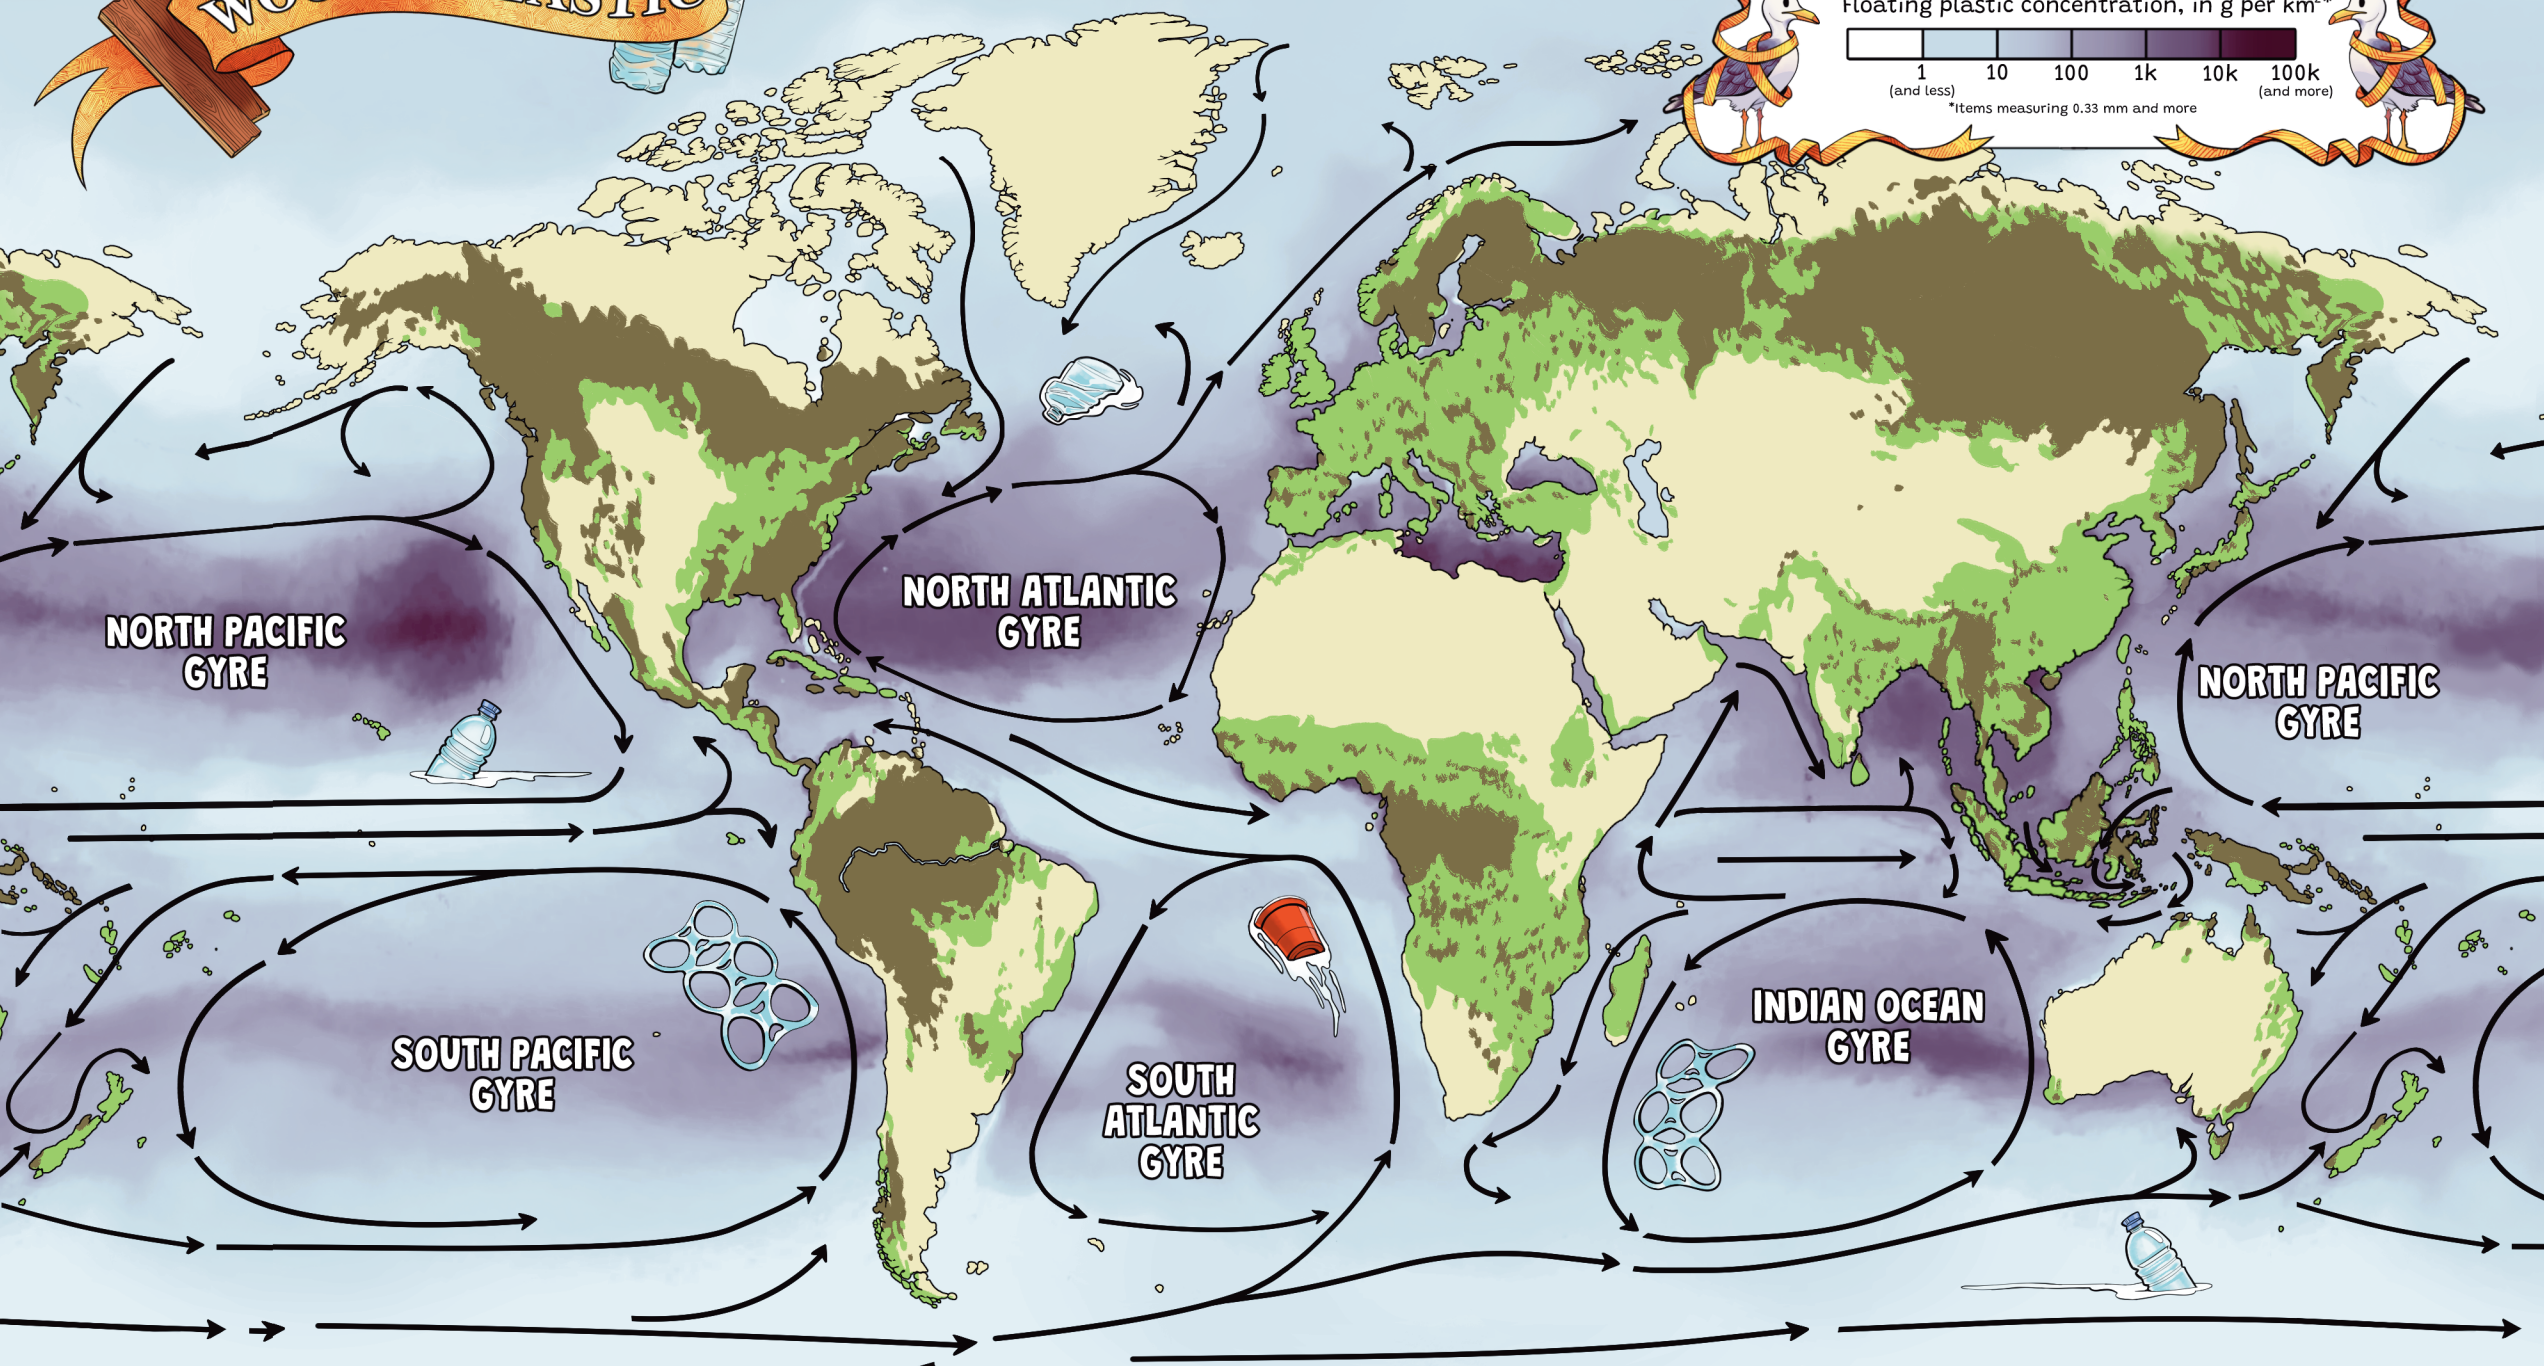 Floating plastic concentration, in g per km²*
1 10 100 1k 10k 100k
(and less) (and more)
*Items measuring 0.33 mm and more
NORTH ATLANTIC
GYRE
NORTH PACIFIC
GYRE
NORTH PACIFIC
GYRE
INDIAN OCEAN
GYRE
SOUTH PACIFIC
GYRE
SOUTH
ATLANTIC
GYRE